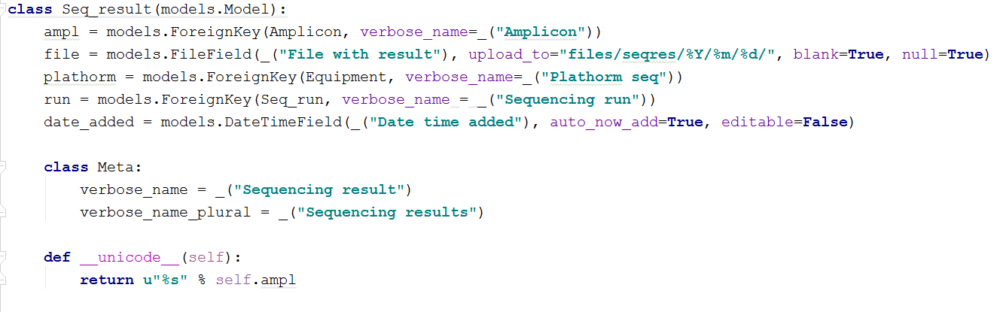 class Seq_result(models.Model):
    ampl = models.ForeignKey(Amplicon, verbose_name=_("Amplicon"))
    file = models.FileField(_("File with result"), upload_to="files/seqres/%Y/%m/%d/", blank=True, null=True)
    plathorm = models.ForeignKey(Equipment, verbose_name=_("Plathorm seq"))
    run = models.ForeignKey(Seq_run, verbose_name = _("Sequencing run"))
    date_added = models.DateTimeField(_("Date time added"), auto_now_add=True, editable=False)

    class Meta:
        verbose_name = _("Sequencing result")
        verbose_name_plural = _("Sequencing results")

    def __unicode__(self):
        return u"%s" % self.ampl